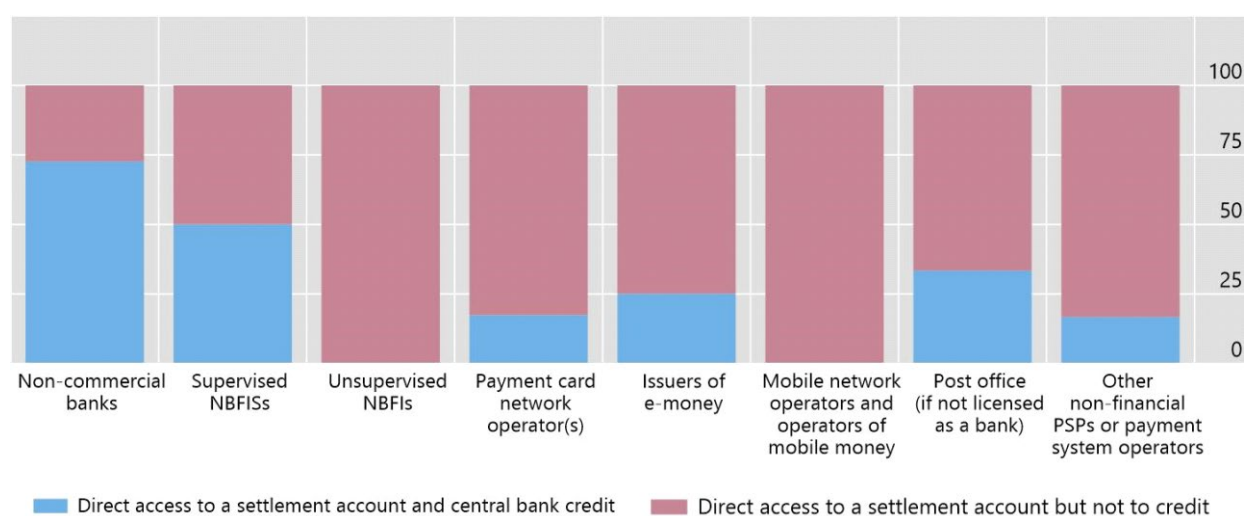 100
75
50
25
0
Non-commercial
banks
Supervised
NBFISs
Unsupervised
NBFIs
Payment card
network
operator(s)
Issuers of
e-money
Mobile network
operators and
operators of
mobile money
Post office
(if not licensed
as a bank)
Other
non-financial
PSPs or payment
system operators
Direct access to a settlement account and central bank credit
Direct access to a settlement account but not to credit